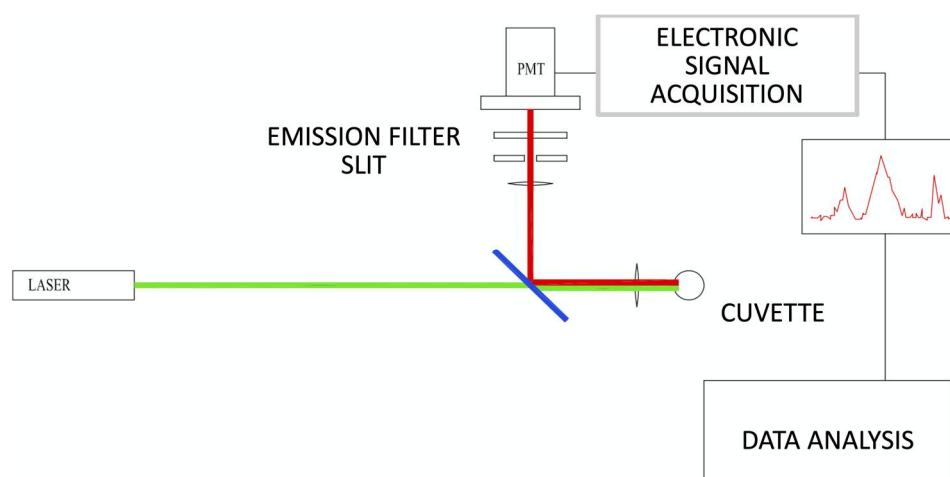 PMT
ELECTRONIC
SIGNAL
ACQUISITION
EMISSION FILTER
SLIT
LASER
CUVETTE
DATA ANALYSIS